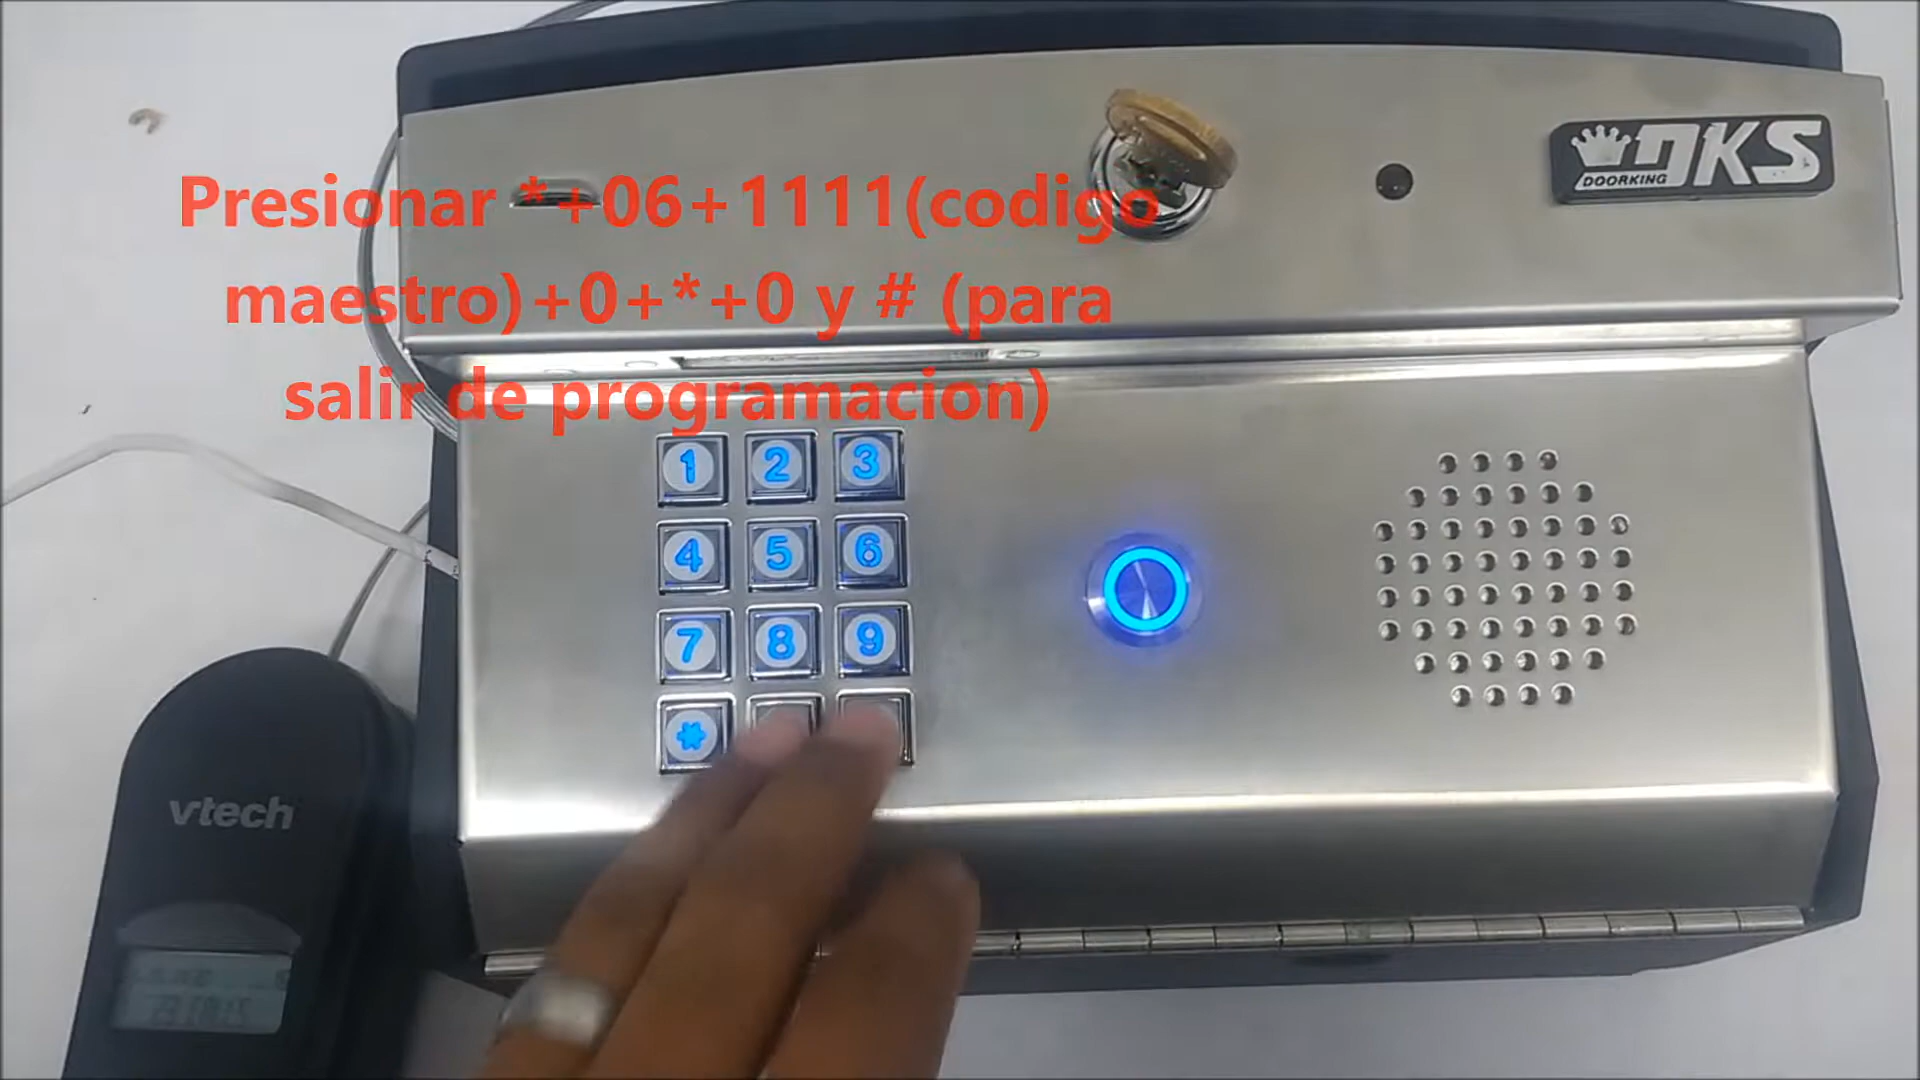 DKS
DOORKING
Presionar *+06+1111(codigo
maestro)+0+*+0 y # (para
salir de programacion)
1 2 3
4 5 6
7 8 9
*
vtech